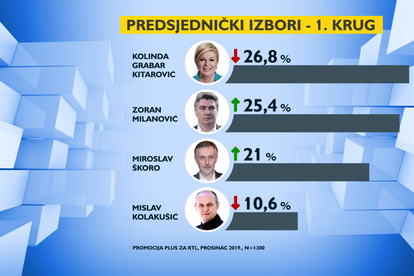 PREDSJEDNIČKI IZBORI - 1. KRUG
KOLINDA
GRABAR
KITAROVIĆ
26,8 %
ZORAN
MILANOVIĆ
25,4 %
MIROSLAV
ŠKORO
21 %
MISLAV
KOLAKUŠIĆ
10,6 %
PROMOCIJA PLUS ZA RTL, PROSINAC 2019., N=1300